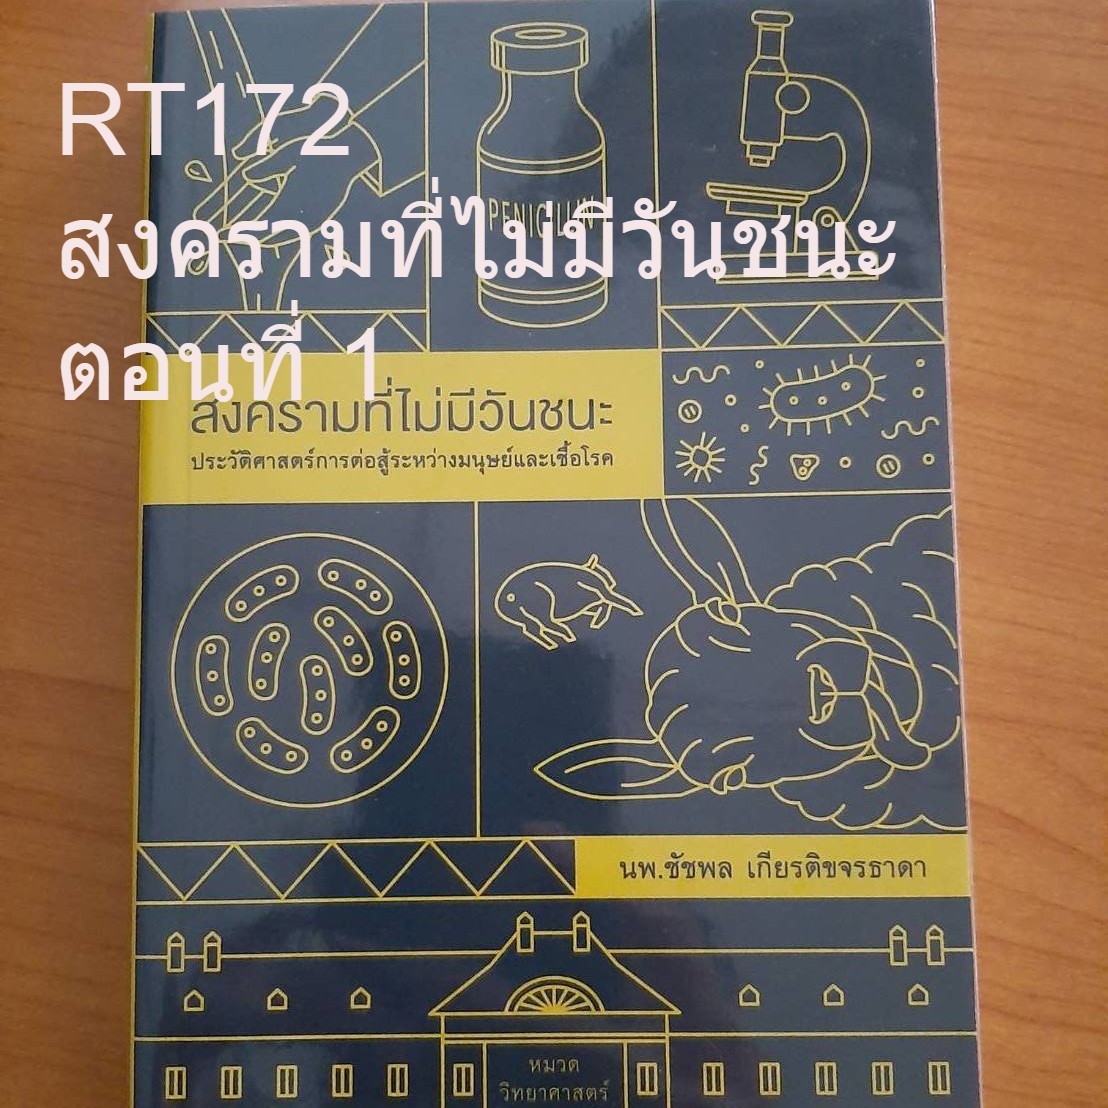 RT172
สงครามที่ไม่มีวันชนะ
ตอนที่ 1
PENICILLIN
สงครามที่ไม่มีวันชนะ
ประวัติศาสตร์การต่อสู้ระหว่างมนุษย์และเชื้อโรค
นพ.ชัชพล เกียรติขจรธาดา
หมวด
วิทยาศาสตร์